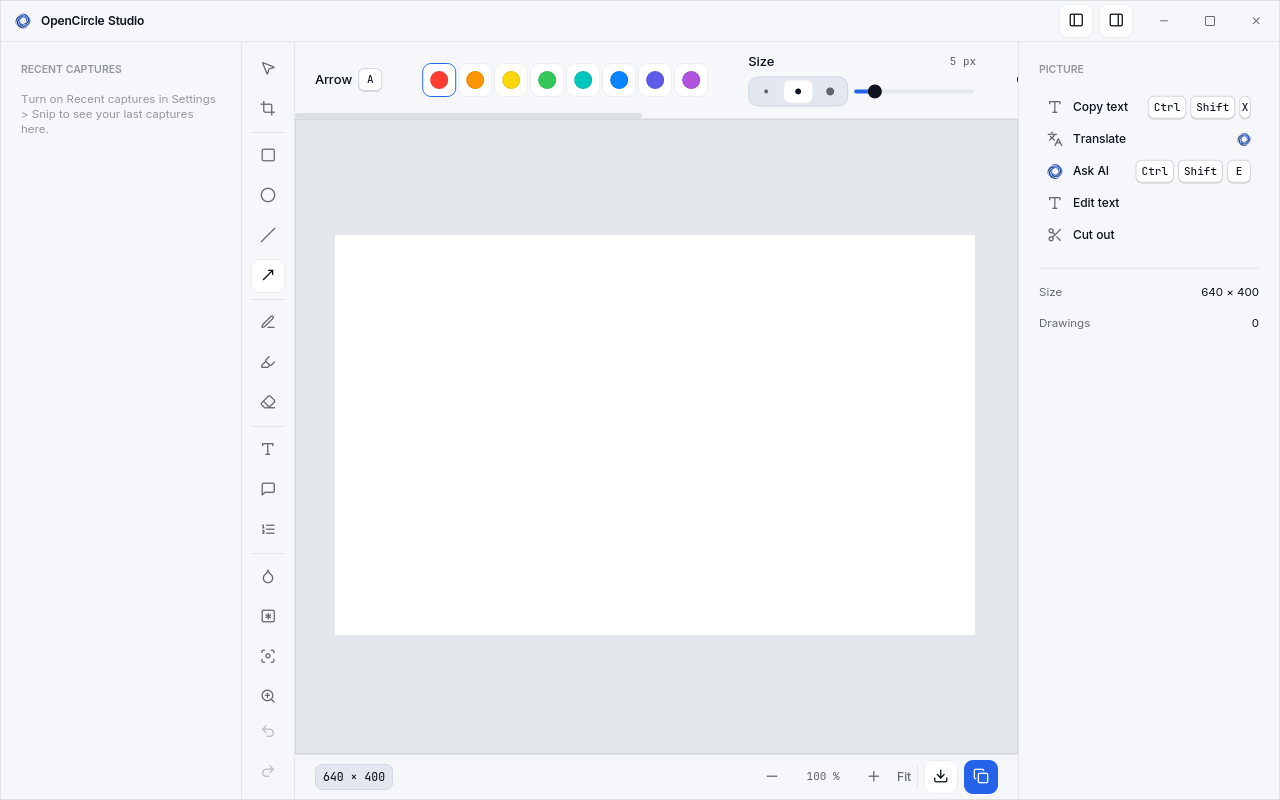 OpenCircle Studio
RECENT CAPTURES
Turn on Recent captures in Settings
> Snip to see your last captures
here.
Arrow A
Size 5 px
PICTURE
Copy text Ctrl Shift X
Translate
Ask AI Ctrl Shift E
Edit text
Cut out
Size 640 × 400
Drawings 0
640 × 400
100 %
Fit